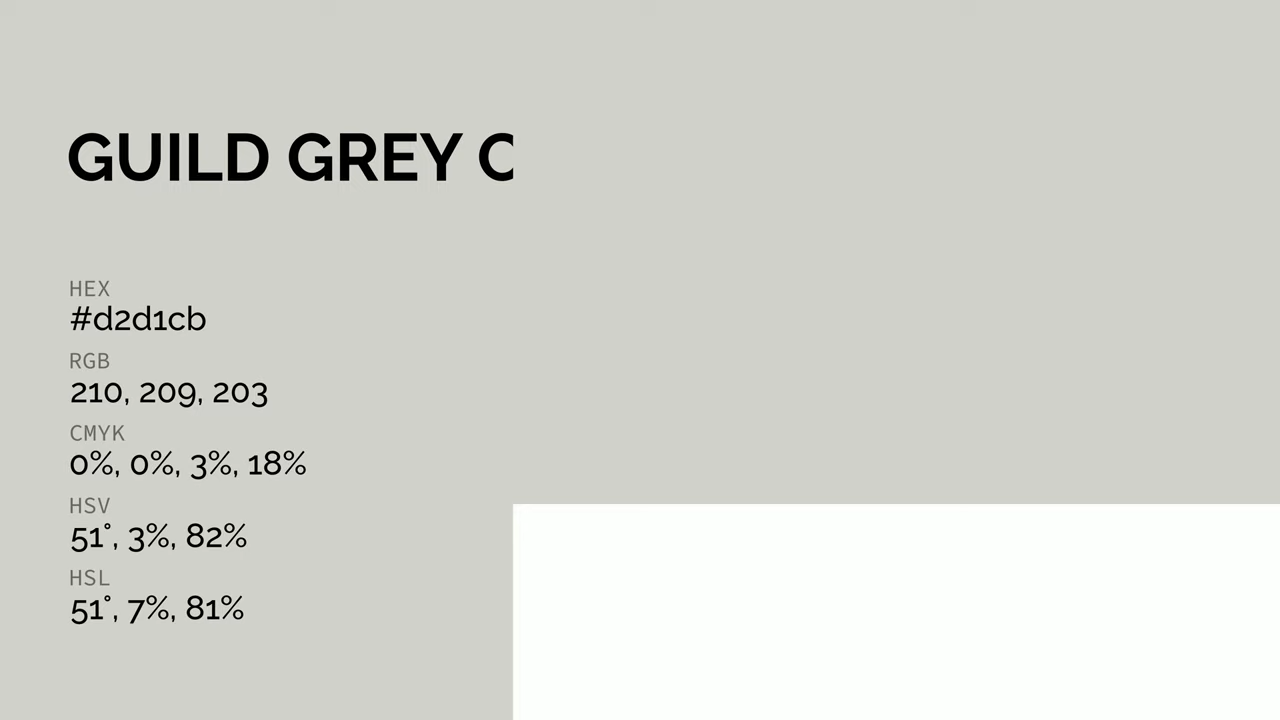 GUILD GREY C
HEX
#d2d1cb
RGB
210, 209, 203
CMYK
0%, 0%, 3%, 18%
HSV
51°, 3%, 82%
HSL
51°, 7%, 81%